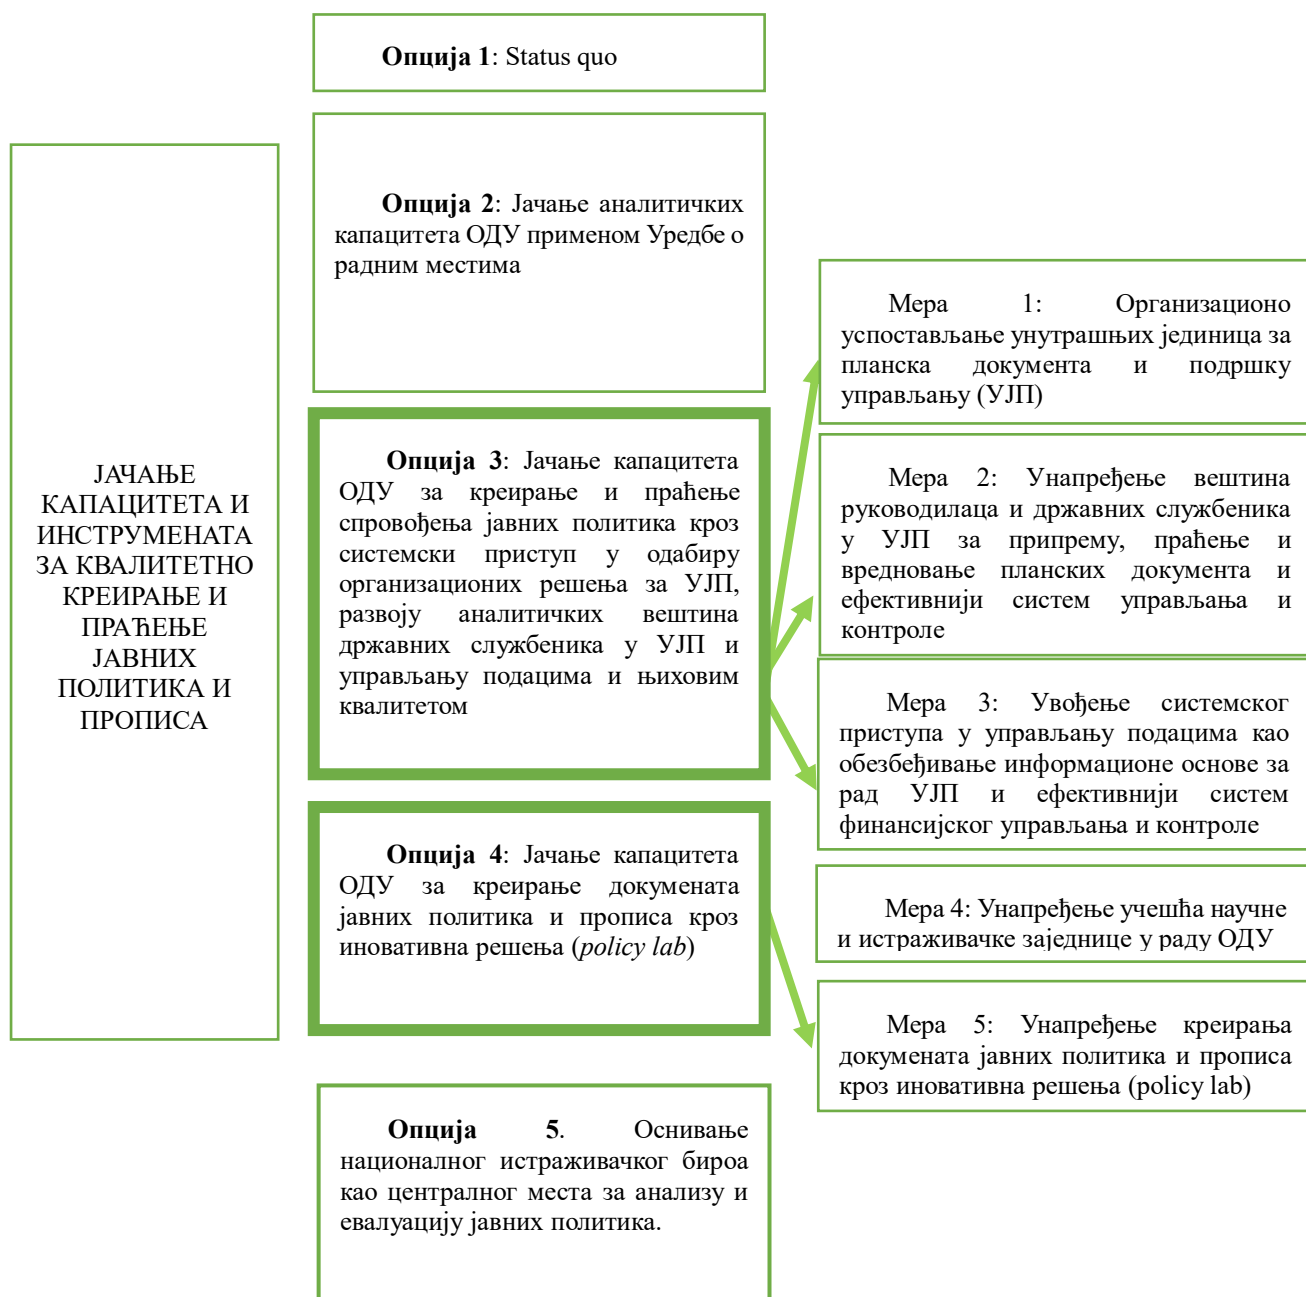 ЈАЧАЊЕ
КАПАЦИТЕТА И
ИНСТРУМЕНАТА
ЗА КВАЛИТЕТНО
КРЕИРАЊЕ И
ПРАЋЕЊЕ
ЈАВНИХ
ПОЛИТИКА И
ПРОПИСА
Опција 1: Status quo
Опција 2: Јачање аналитичких
капацитета ОДУ применом Уредбе о
радним местима
Опција 3: Јачање капацитета
ОДУ за креирање и праћење
спровођења јавних политика кроз
системски приступ у одабиру
организационих решења за УЈП,
развоју аналитичких вештина
државних службеника у УЈП и
управљању подацима и њиховим
квалитетом
Опција 4: Јачање капацитета
ОДУ за креирање докумената
јавних политика и прописа кроз
иновативна решења (policy lab)
Опција 5. Оснивање
националног истраживачког бироа
као централног места за анализу и
евалуацију јавних политика.
Мера 1: Организационо
успостављање унутрашњих јединица за
планска документа и подршку
управљању (УЈП)
Мера 2: Унапређење вештина
руководилаца и државних службеника
у УЈП за припрему, праћење и
вредновање планских документа и
ефективнији систем управљања и
контроле
Мера 3: Увођење системског
приступа у управљању подацима као
обезбеђивање информационе основе за
рад УЈП и ефективнији систем
финансијског управљања и контроле
Мера 4: Унапређење учешћа научне
и истраживачке заједнице у раду ОДУ
Мера 5: Унапређење креирања
докумената јавних политика и прописа
кроз иновативна решења (policy lab)